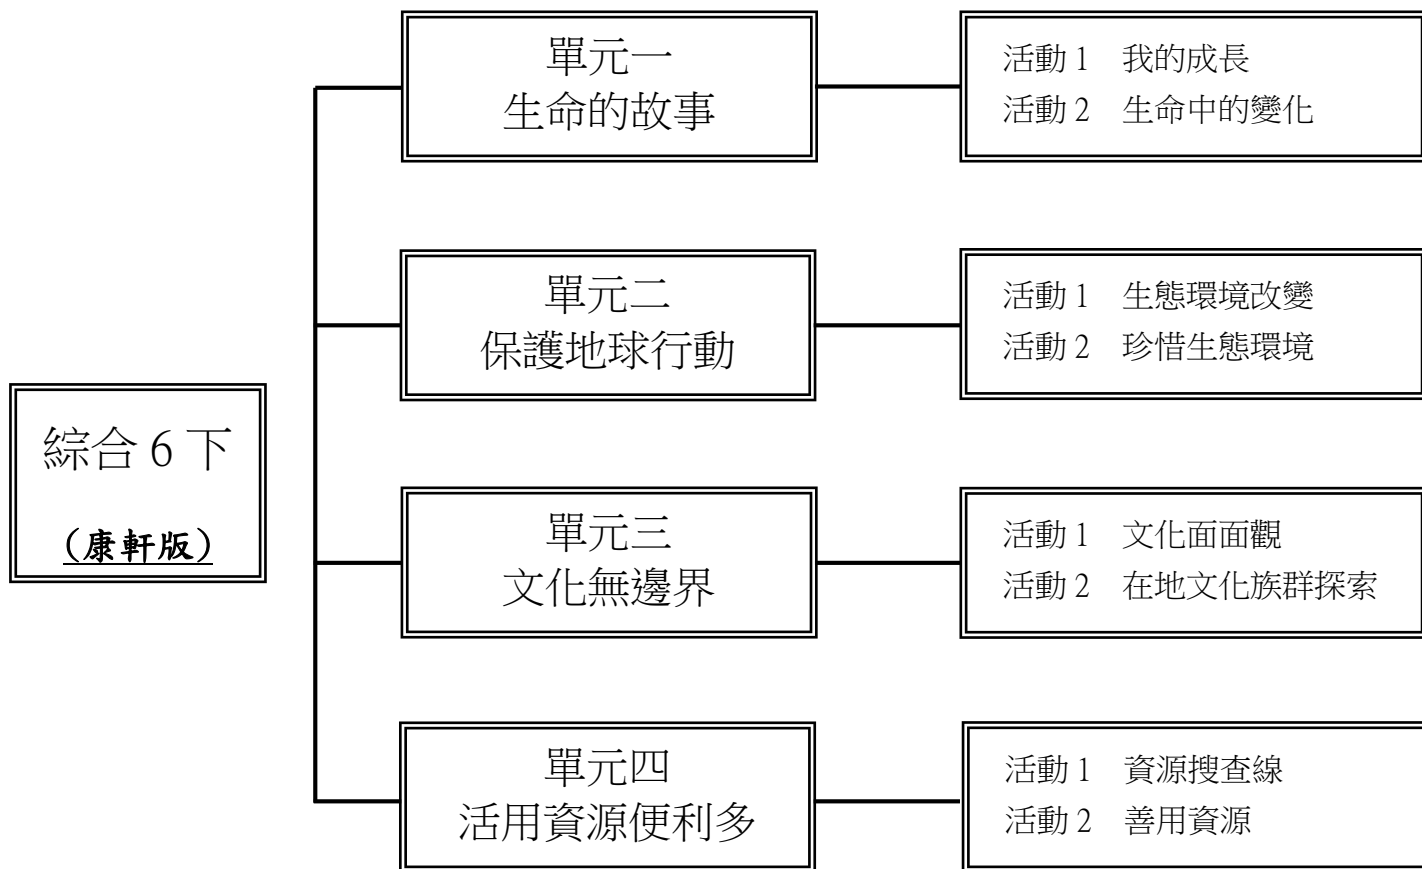 綜合 6 下
(康軒版)
單元一
生命的故事
活動 1　我的成長
活動 2　生命中的變化
單元二
保護地球行動
活動 1　生態環境改變
活動 2　珍惜生態環境
單元三
文化無邊界
活動 1　文化面面觀
活動 2　在地文化族群探索
單元四
活用資源便利多
活動 1　資源搜查線
活動 2　善用資源